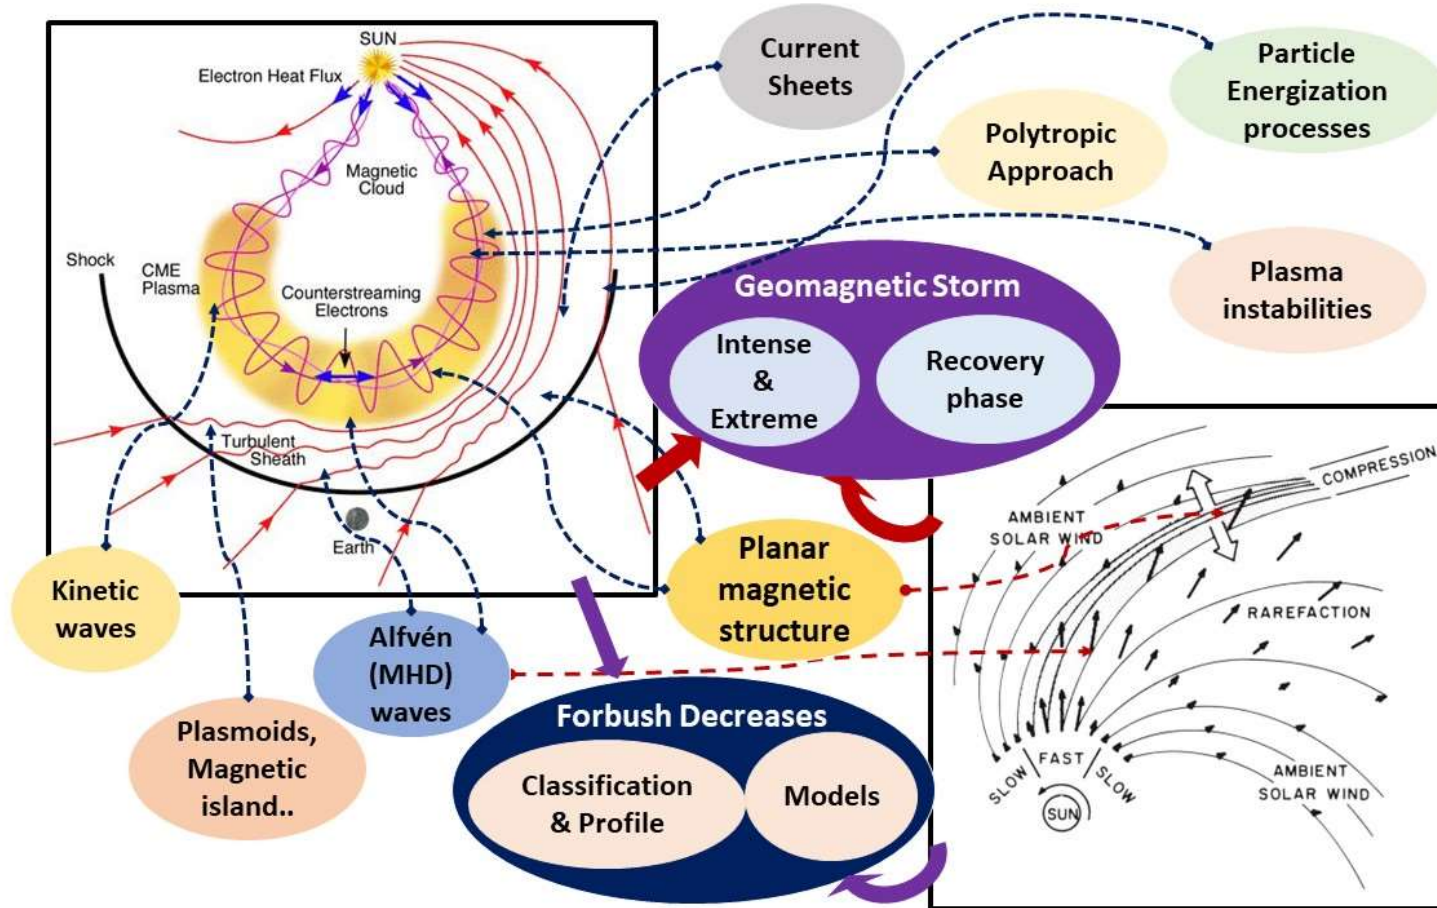 SUN
Electron Heat Flux
Magnetic
Cloud
Shock
CME
Plasma
Counterstreaming
Electrons
Turbulent
Sheath
Earth
Current
Sheets
Particle
Energization
processes
Polytropic
Approach
Plasma
instabilities
Geomagnetic Storm
Intense
&
Extreme
Recovery
phase
Kinetic
waves
Plasmoids,
Magnetic
island..
Alfvén
(MHD)
waves
Planar
magnetic
structure
Forbush Decreases
Classification
& Profile
Models
COMPRESSION
AMBIENT
SOLAR WIND
RAREFACTION
SLOW
FAST
SLOW
SUN
AMBIENT
SOLAR WIND